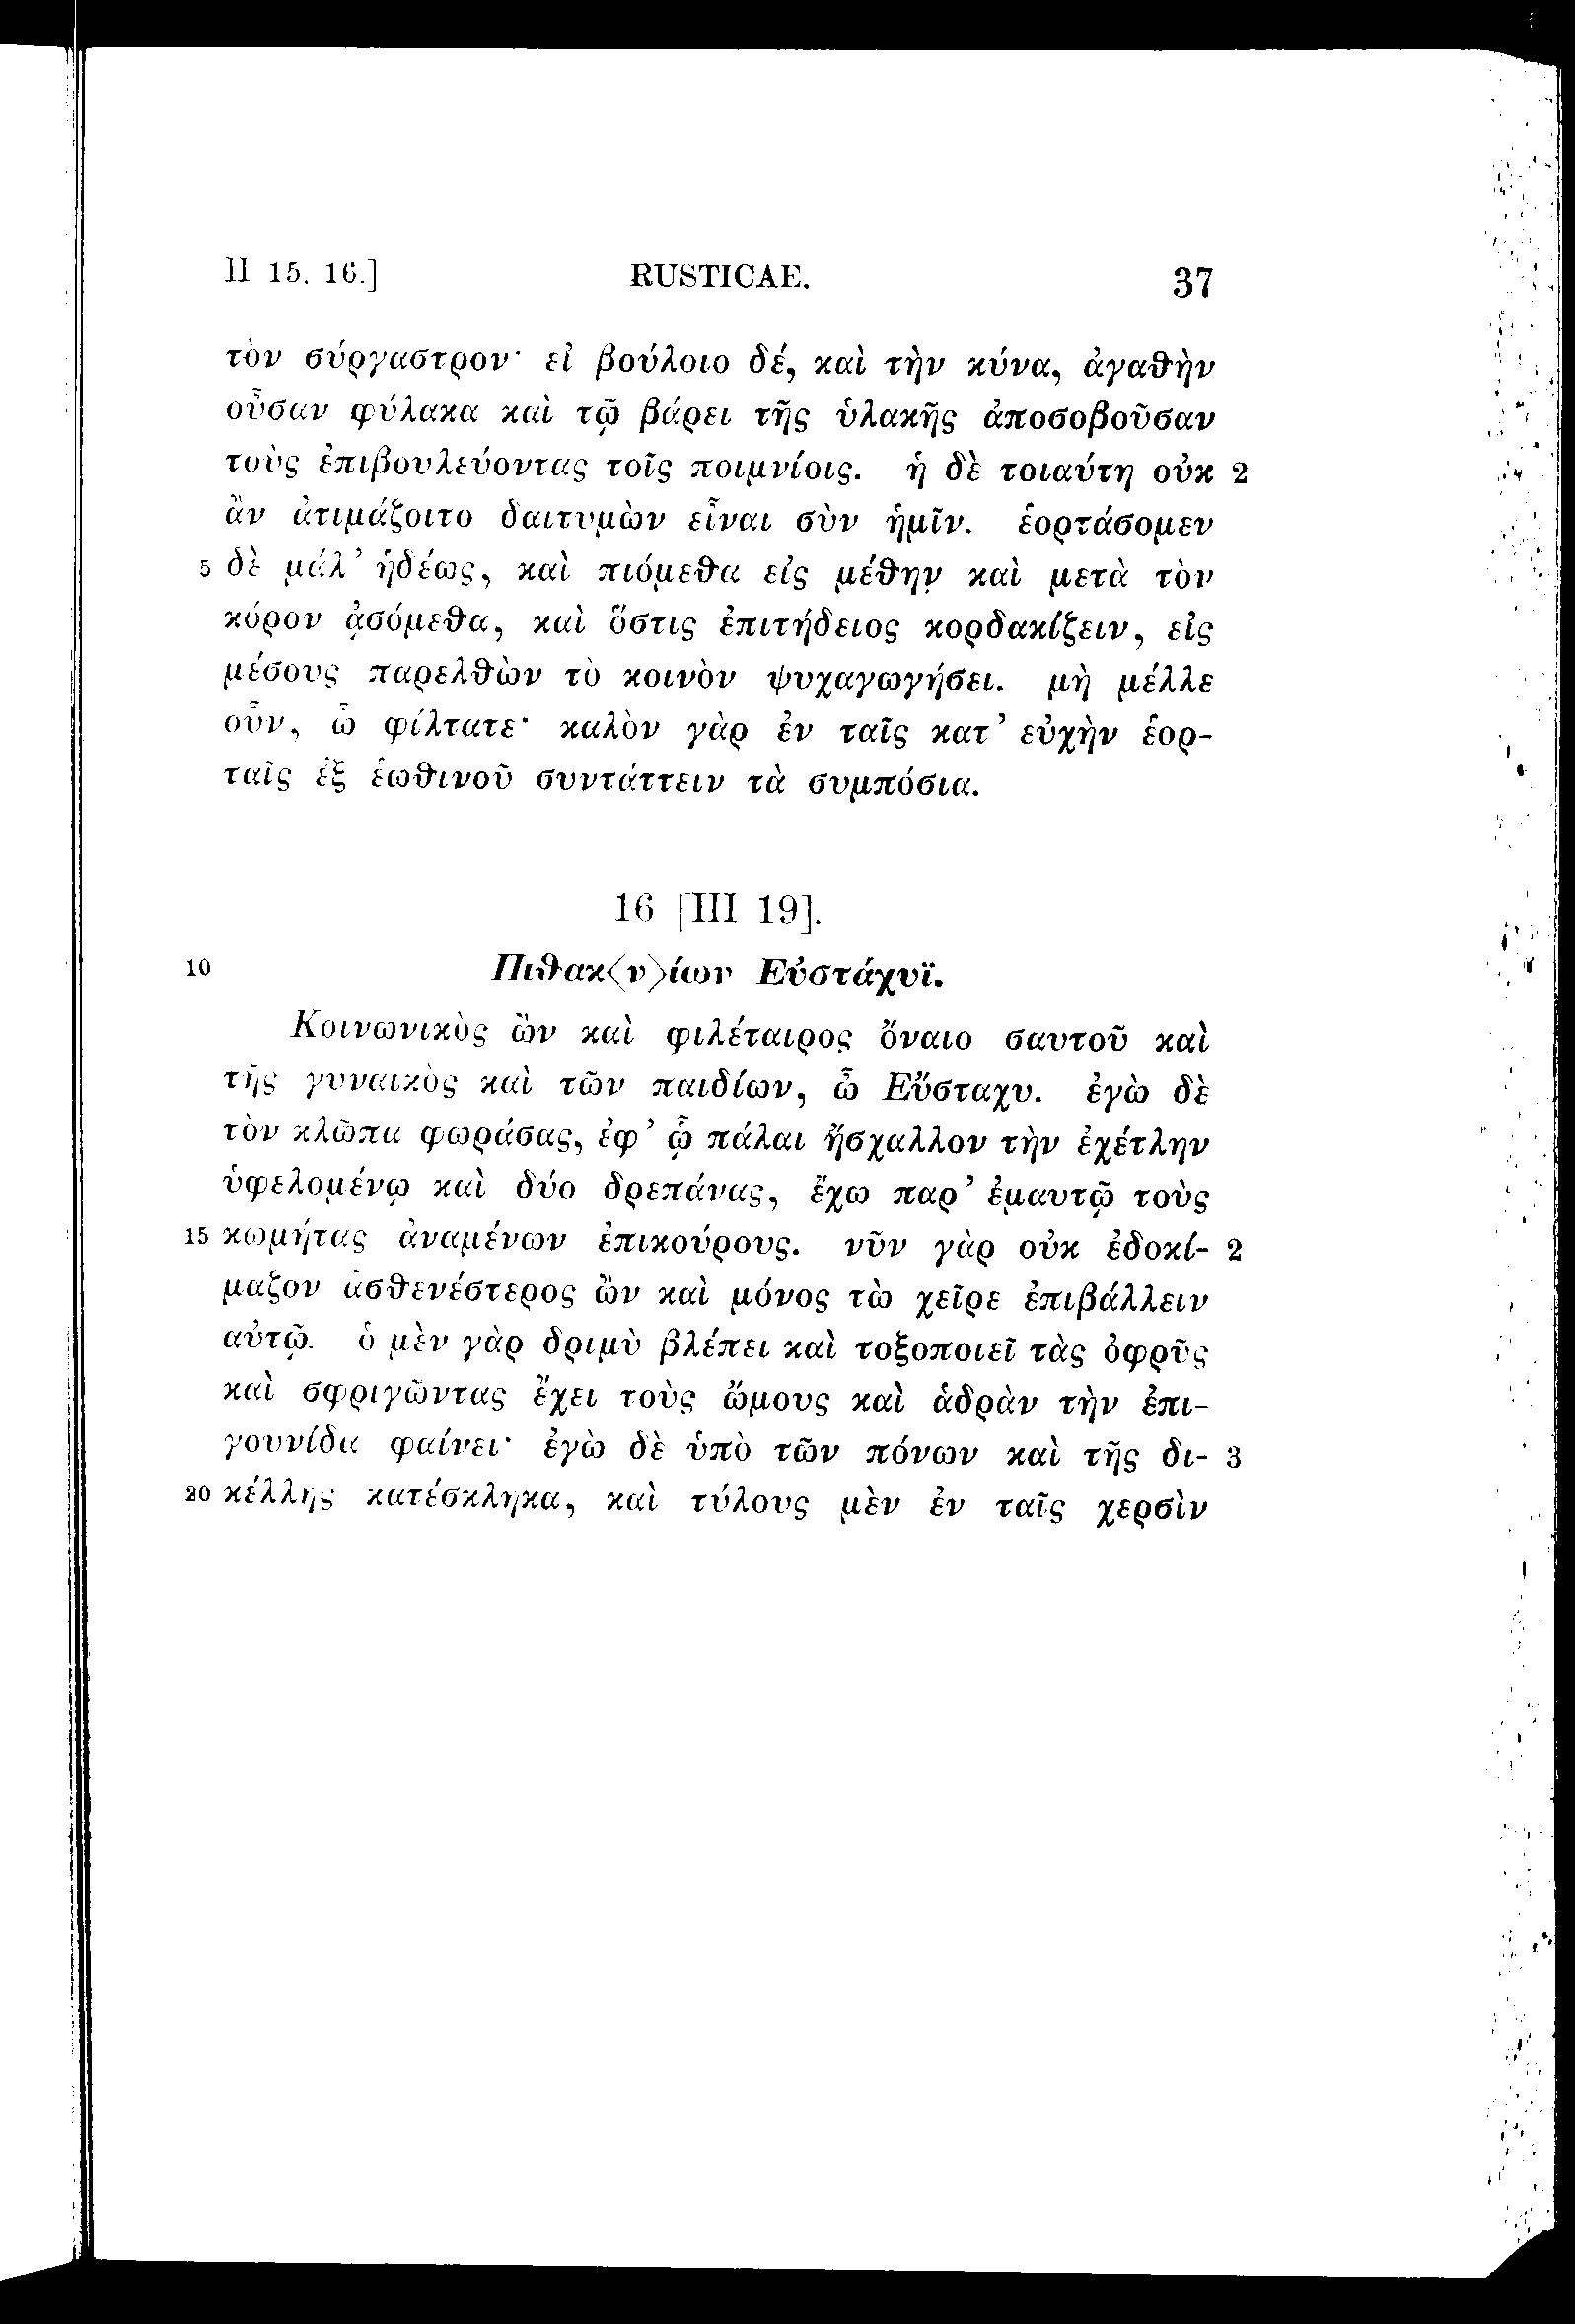 II 15. 16.] RUSTICAE. 37
τὸν σύργαστρον· εἰ βούλοιο δέ, καὶ τὴν κύνα, ἀγαθὴν
οὖσαν φύλακα καὶ τῷ βάρει τῆς ὑλακῆς ἀποσοβοῦσαν
τοὺς ἐπιβουλεύοντας τοῖς ποιμνίοις. ἡ δὲ τοιαύτη οὐκ 2
ἂν ἀτιμάζοιτο δαιτυμὼν εἶναι σὺν ἡμῖν. ἑορτάσομεν
5 δὲ μάλ’ ἡδέως, καὶ πιόμεθα εἰς μέθην καὶ μετὰ τὸν
κόρον ᾀσόμεθα, καὶ ὅστις ἐπιτήδειος κορδακίζειν, εἰς
μέσους παρελθὼν τὸ κοινὸν ψυχαγωγήσει. μὴ μέλλε
οὖν, ὦ φίλτατε· καλὸν γὰρ ἐν ταῖς κατ’ εὐχὴν ἑορ-
ταῖς ἐξ ἑωθινοῦ συντάττειν τὰ συμπόσια.
16 [III 19].
10 Πιθακ<ν>ίων Εὐστάχυϊ.
Κοινωνικὸς ὢν καὶ φιλέταιρος ὄναιο σαυτοῦ καὶ
τῆς γυναικὸς καὶ τῶν παιδίων, ὦ Εὔσταχυ. ἐγὼ δὲ
τὸν κλῶπα φωράσας, ἐφ’ ᾧ πάλαι ἤσχαλλον τὴν ἐχέτλην
ὑφελομένῳ καὶ δύο δρεπάνας, ἔχω παρ’ ἐμαυτῷ τοὺς
15 κωμήτας ἀναμένων ἐπικούρους. νῦν γὰρ οὐκ ἐδοκί- 2
μαζον ἀσθενέστερος ὢν καὶ μόνος τὼ χεῖρε ἐπιβάλλειν
αὐτῷ. ὁ μὲν γὰρ δριμὺ βλέπει καὶ τοξοποιεῖ τὰς ὀφρῦς
καὶ σφριγῶντας ἔχει τοὺς ὤμους καὶ ἁδρὰν τὴν ἐπι-
γουνίδα φαίνει· ἐγὼ δὲ ὑπὸ τῶν πόνων καὶ τῆς δι- 3
20 κέλλης κατέσκληκα, καὶ τύλους μὲν ἐν ταῖς χερσὶν